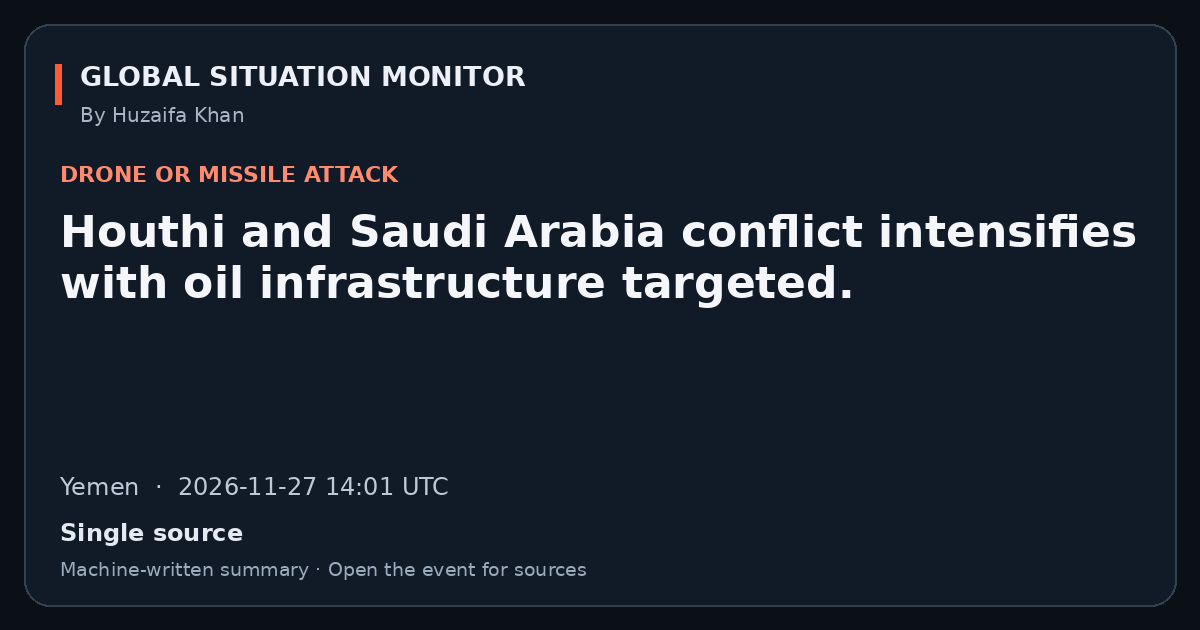 GLOBAL SITUATION MONITOR
By Huzaifa Khan
DRONE OR MISSILE ATTACK
Houthi and Saudi Arabia conflict intensifies
with oil infrastructure targeted.
Yemen · 2026-11-27 14:01 UTC
Single source
Machine-written summary · Open the event for sources